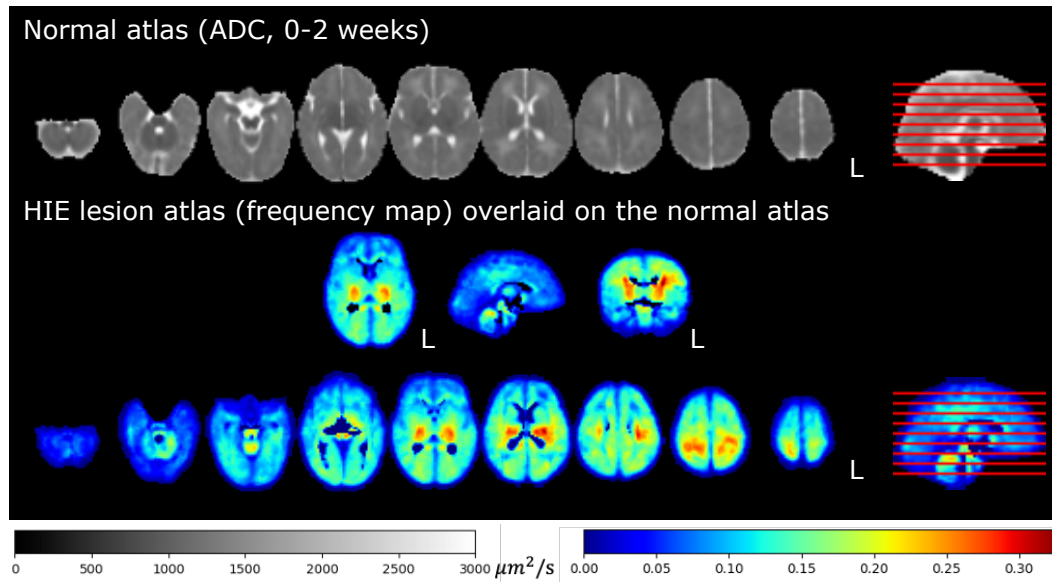 Normal atlas (ADC, 0-2 weeks)
L
HIE lesion atlas (frequency map) overlaid on the normal atlas
L
L
L
0 500 1000 1500 2000 2500 3000 μm²/s
0.00 0.05 0.10 0.15 0.20 0.25 0.30